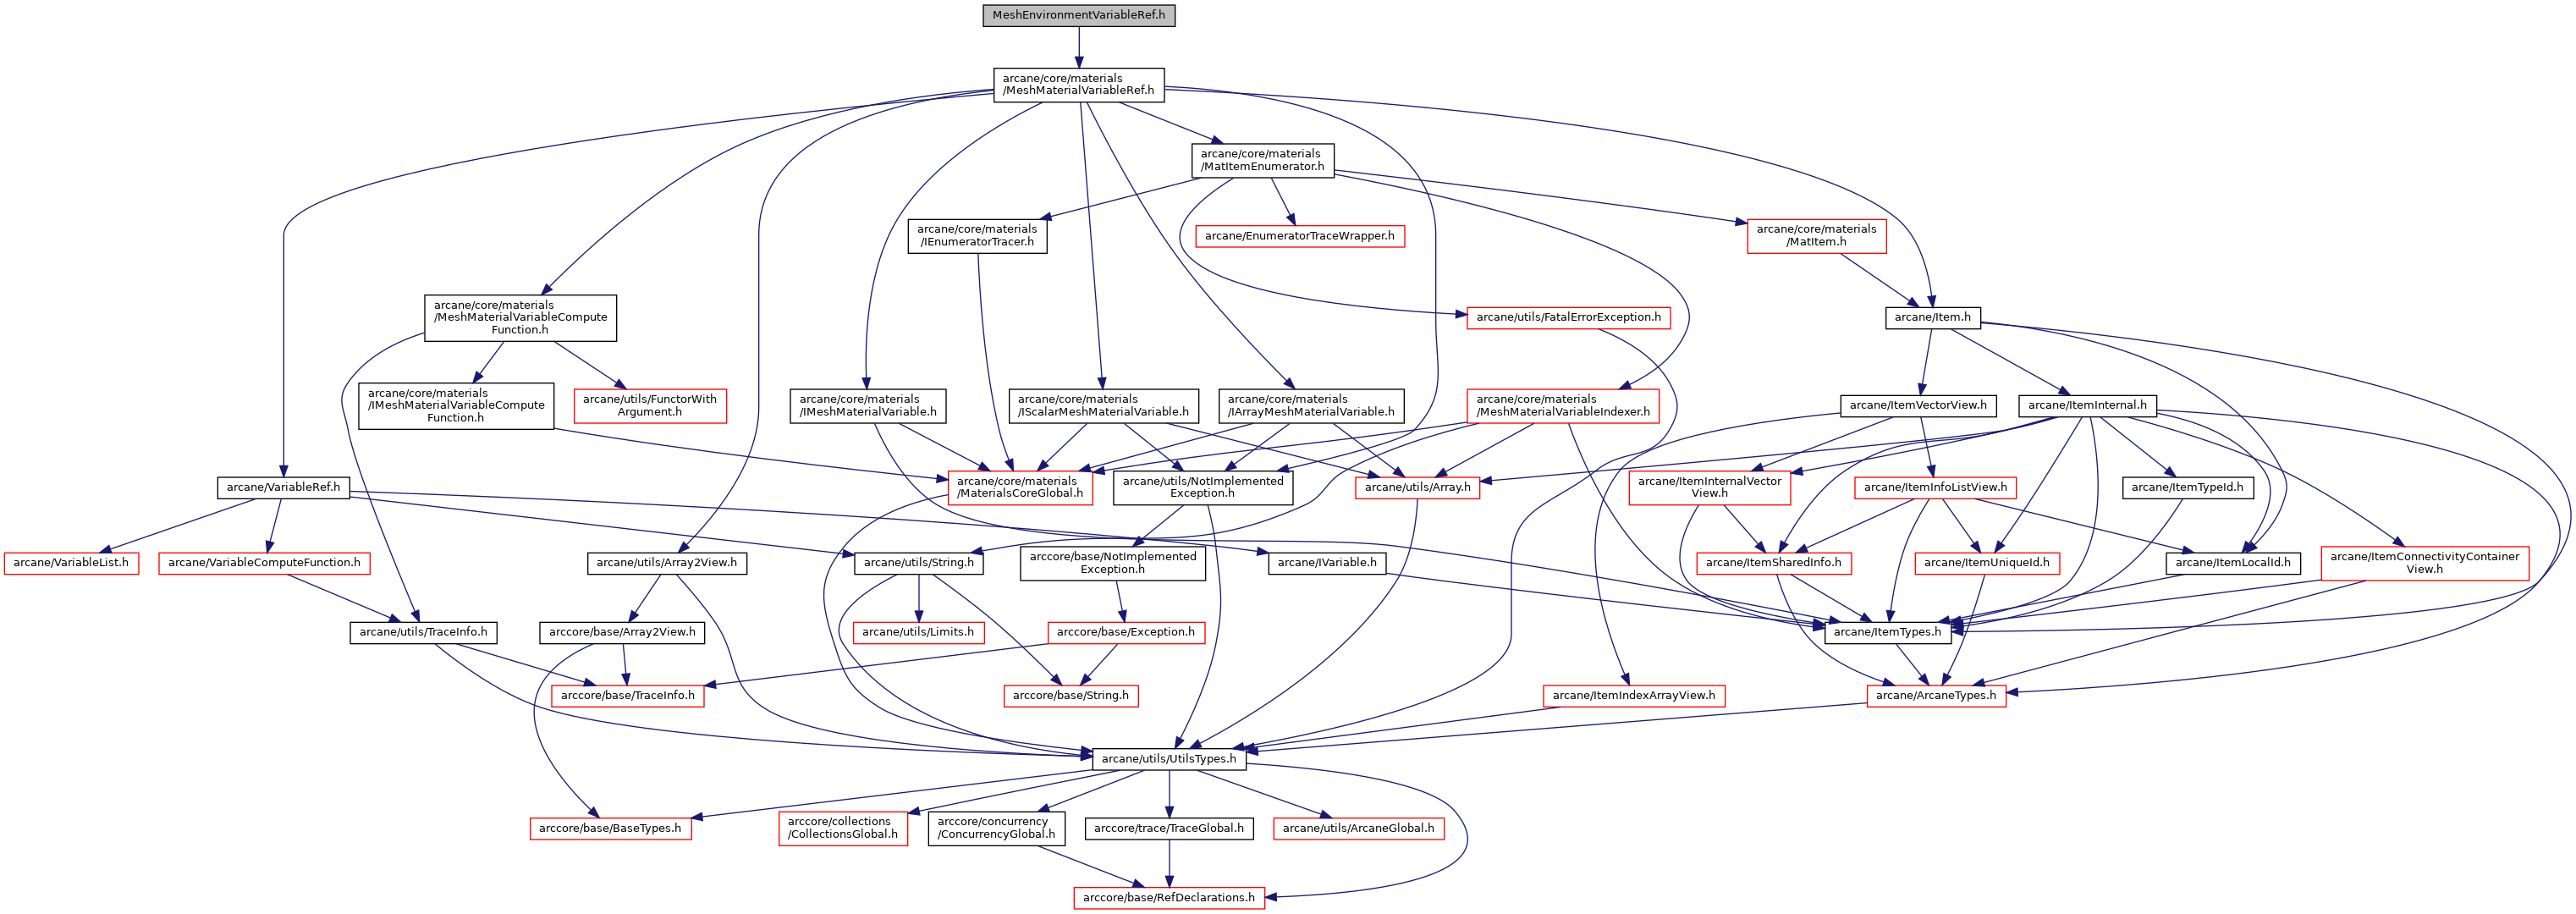 MeshEnvironmentVariableRef.h
arcane/core/materials
/MeshMaterialVariableRef.h
arcane/core/materials
/MatItemEnumerator.h
arcane/core/materials
/IEnumeratorTracer.h
arcane/EnumeratorTraceWrapper.h
arcane/core/materials
/MatItem.h
arcane/core/materials
/MeshMaterialVariableCompute
Function.h
arcane/utils/FatalErrorException.h
arcane/Item.h
arcane/core/materials
/IMeshMaterialVariableCompute
Function.h
arcane/utils/FunctorWith
Argument.h
arcane/core/materials
/IMeshMaterialVariable.h
arcane/core/materials
/IScalarMeshMaterialVariable.h
arcane/core/materials
/IArrayMeshMaterialVariable.h
arcane/core/materials
/MeshMaterialVariableIndexer.h
arcane/ItemVectorView.h
arcane/ItemInternal.h
arcane/VariableRef.h
arcane/core/materials
/MaterialsCoreGlobal.h
arcane/utils/NotImplemented
Exception.h
arcane/utils/Array.h
arcane/ItemInternalVector
View.h
arcane/ItemInfoListView.h
arcane/ItemTypeId.h
arcane/VariableList.h
arcane/VariableComputeFunction.h
arcane/utils/Array2View.h
arcane/utils/String.h
arccore/base/NotImplemented
Exception.h
arcane/IVariable.h
arcane/ItemSharedInfo.h
arcane/ItemUniqueId.h
arcane/ItemLocalId.h
arcane/ItemConnectivityContainer
View.h
arcane/utils/TraceInfo.h
arccore/base/Array2View.h
arcane/utils/Limits.h
arccore/base/Exception.h
arcane/ItemTypes.h
arccore/base/TraceInfo.h
arccore/base/String.h
arcane/ItemIndexArrayView.h
arcane/ArcaneTypes.h
arcane/utils/UtilsTypes.h
arccore/base/BaseTypes.h
arccore/collections
/CollectionsGlobal.h
arccore/concurrency
/ConcurrencyGlobal.h
arccore/trace/TraceGlobal.h
arcane/utils/ArcaneGlobal.h
arccore/base/RefDeclarations.h